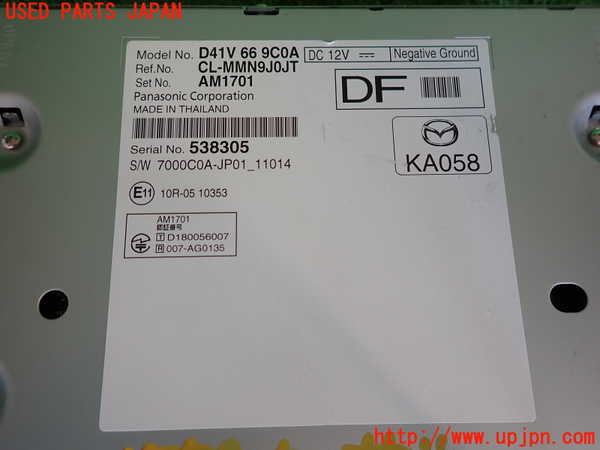 USED PARTS JAPAN
Model No. D41V 66 9C0A
DC 12V
Negative Ground
Ref.No. CL-MMN9J0JT
Set No. AM1701
Panasonic Corporation
MADE IN THAILAND
DF
Serial No. 538305
S/W 7000C0A-JP01_11014
KA058
E11 10R-05 10353
AM1701
認証番号
T D180056007
R 007-AG0135
http://www.upjpn.com